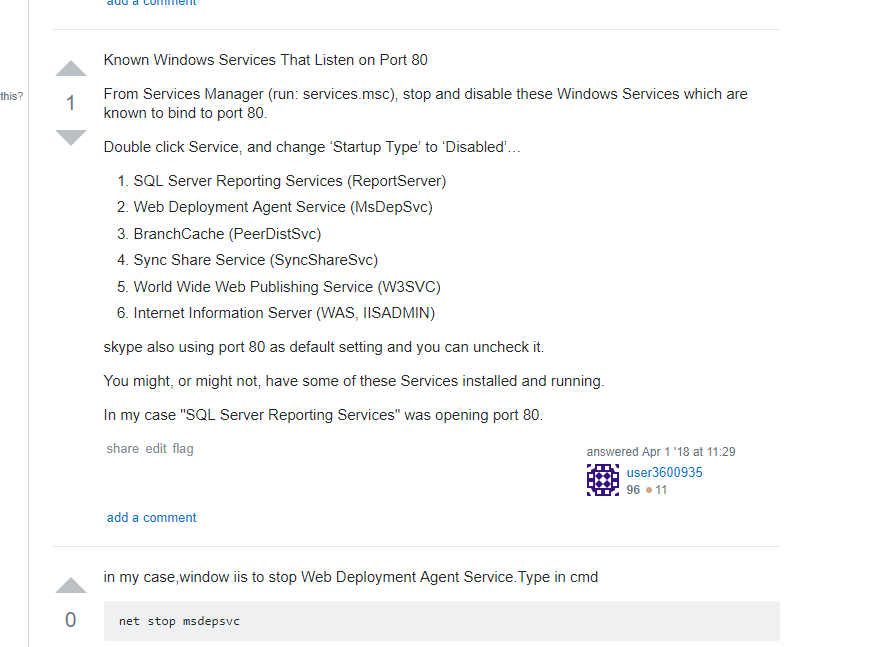 add a comment
this?
Known Windows Services That Listen on Port 80
1
From Services Manager (run: services.msc), stop and disable these Windows Services which are
known to bind to port 80.
Double click Service, and change ‘Startup Type’ to ‘Disabled’…
1. SQL Server Reporting Services (ReportServer)
2. Web Deployment Agent Service (MsDepSvc)
3. BranchCache (PeerDistSvc)
4. Sync Share Service (SyncShareSvc)
5. World Wide Web Publishing Service (W3SVC)
6. Internet Information Server (WAS, IISADMIN)
skype also using port 80 as default setting and you can uncheck it.
You might, or might not, have some of these Services installed and running.
In my case "SQL Server Reporting Services" was opening port 80.
share edit flag
answered Apr 1 '18 at 11:29
user3600935
96 ● 11
add a comment
in my case,window iis to stop Web Deployment Agent Service.Type in cmd
0
net stop msdepsvc